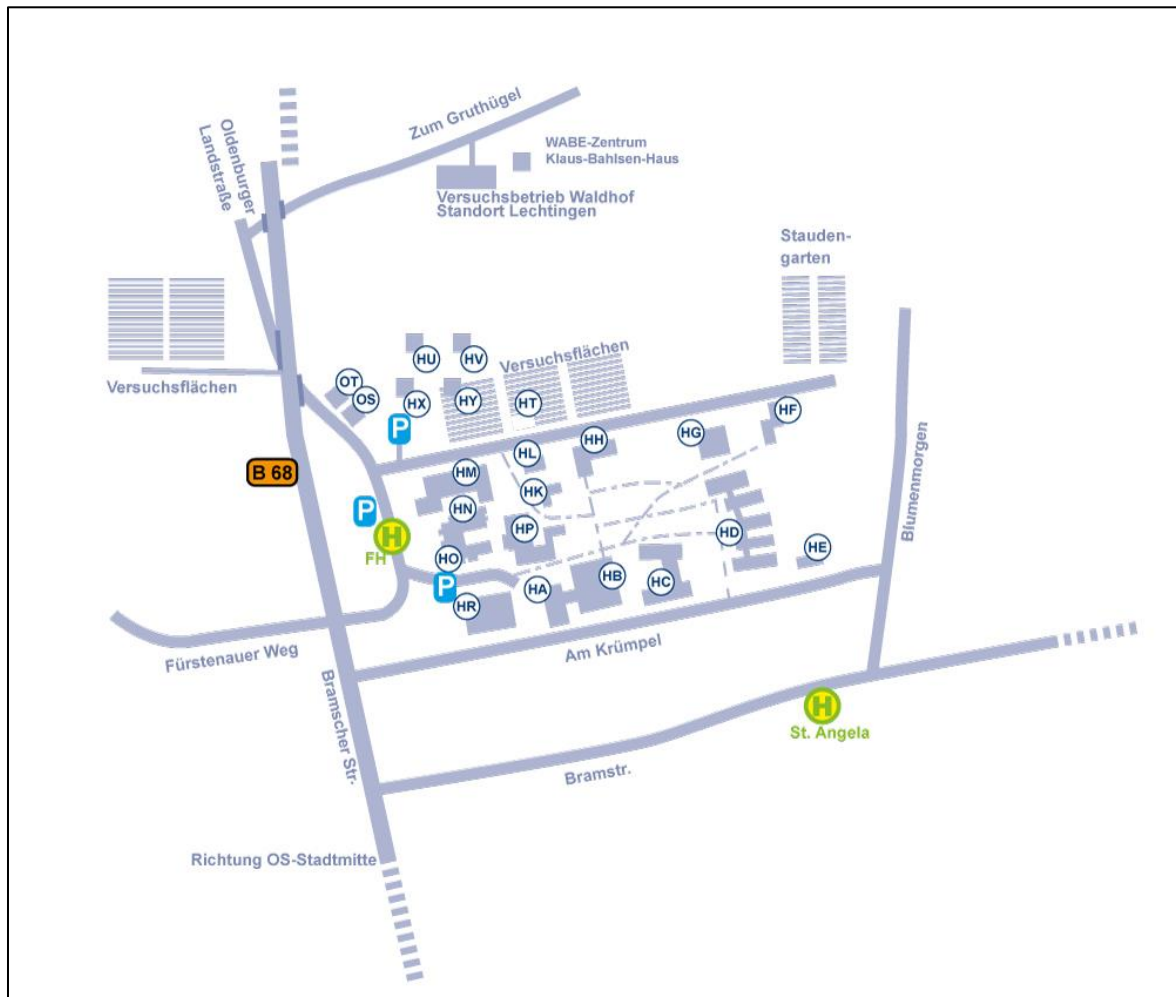 Oldenburger
Landstraße
Zum Gruthügel
WABE-Zentrum
Klaus-Bahlsen-Haus
Versuchsbetrieb Waldhof
Standort Lechtingen
Stauden-
garten
Versuchsflächen
OT
OS
HU
HV
HX
HY
Versuchsflächen
HT
P
HF
HG
HH
HL
HM
HK
HN
HP
B 68
P
H
FH
HO
P
HR
HA
HB
HC
HD
HE
Blumenmorgen
Fürstenauer Weg
Am Krümpel
Bramscher Str.
H
St. Angela
Bramstr.
Richtung OS-Stadtmitte